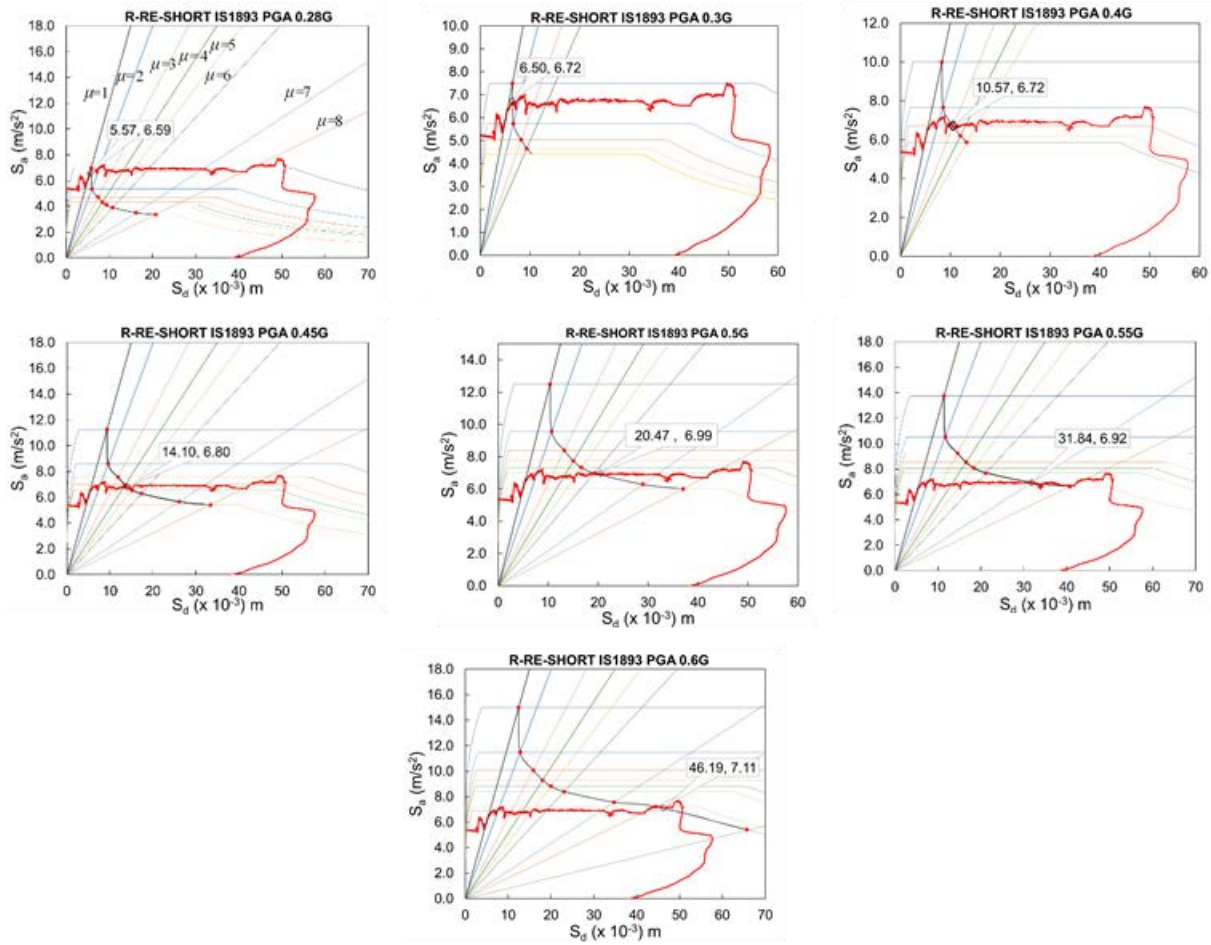 R-RE-SHORT IS1893 PGA 0.28G
18.0
16.0
14.0
12.0
10.0
8.0
6.0
4.0
2.0
0.0
Sa (m/s²)
μ=1
μ=2
μ=3
μ=4
μ=5
μ=6
μ=7
μ=8
5.57, 6.59
0 10 20 30 40 50 60 70
Sd (x 10⁻³) m
R-RE-SHORT IS1893 PGA 0.3G
10.0
9.0
8.0
7.0
6.0
5.0
4.0
3.0
2.0
1.0
0.0
Sa (m/s²)
6.50, 6.72
0 10 20 30 40 50 60
Sd (x 10⁻³) m
R-RE-SHORT IS1893 PGA 0.4G
12.0
10.0
8.0
6.0
4.0
2.0
0.0
Sa (m/s²)
10.57, 6.72
0 10 20 30 40 50 60
Sd (x 10⁻³) m
R-RE-SHORT IS1893 PGA 0.45G
18.0
16.0
14.0
12.0
10.0
8.0
6.0
4.0
2.0
0.0
Sa (m/s²)
14.10, 6.80
0 10 20 30 40 50 60 70
Sd (x 10⁻³) m
R-RE-SHORT IS1893 PGA 0.5G
14.0
12.0
10.0
8.0
6.0
4.0
2.0
0.0
Sa (m/s²)
20.47 , 6.99
0 10 20 30 40 50 60
Sd (x 10⁻³) m
R-RE-SHORT IS1893 PGA 0.55G
18.0
16.0
14.0
12.0
10.0
8.0
6.0
4.0
2.0
0.0
Sa (m/s²)
31.84, 6.92
0 10 20 30 40 50 60 70
Sd (x 10⁻³) m
R-RE-SHORT IS1893 PGA 0.6G
18.0
16.0
14.0
12.0
10.0
8.0
6.0
4.0
2.0
0.0
Sa (m/s²)
46.19, 7.11
0 10 20 30 40 50 60 70
Sd (x 10⁻³) m